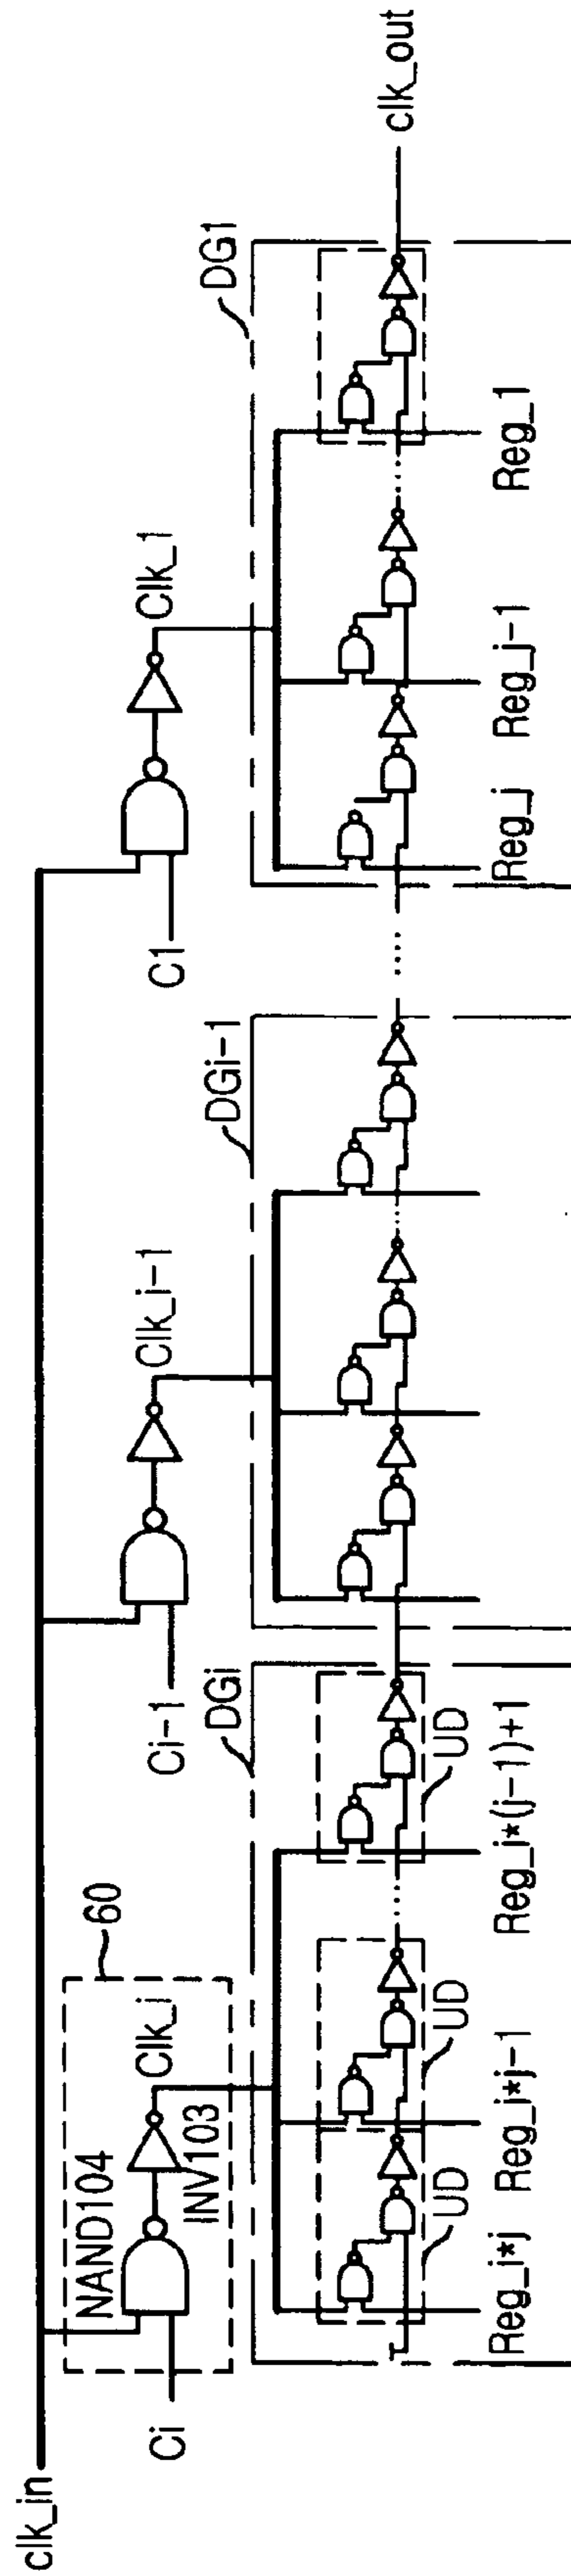 clk_in
60
NAND104
Clk_i
INV103
Ci
Clk_i-1
Ci-1
Clk_1
C1
DGi
DGi-1
DG1
clk_out
UD
UD
UD
Reg_i*j
Reg_i*j-1
Reg_i*(j-1)+1
Reg_j
Reg_j-1
Reg_1